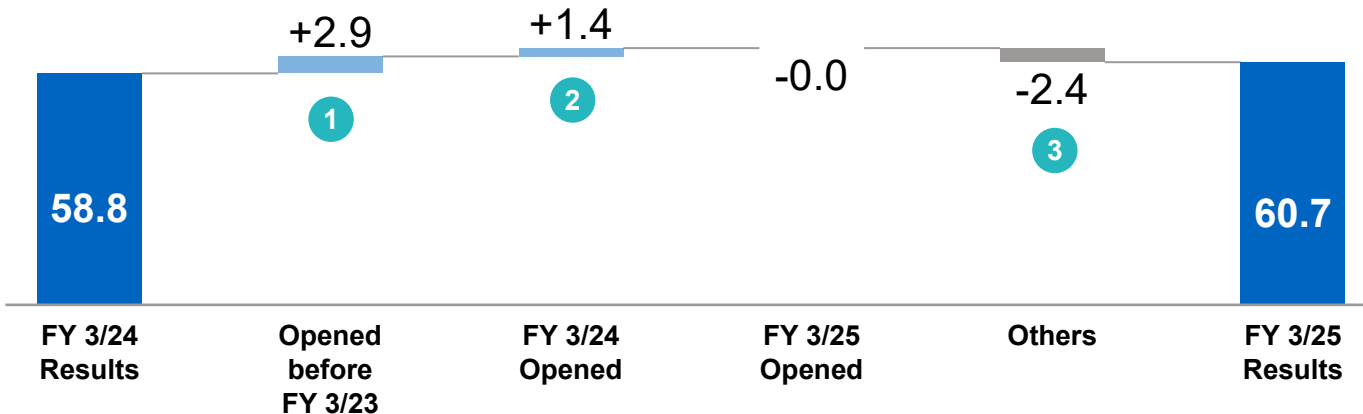 +2.9
+1.4
-0.0
-2.4
1
2
3
58.8
60.7
FY 3/24
Results
Opened
before
FY 3/23
FY 3/24
Opened
FY 3/25
Opened
Others
FY 3/25
Results